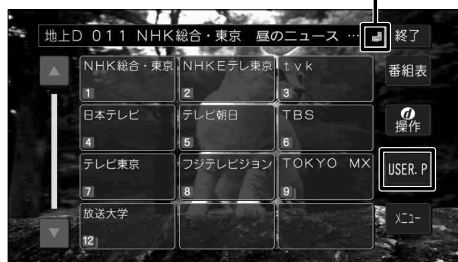 地上D 011 NHK総合・東京 昼のニュース … 終了
NHK総合・東京 NHKEテレ東京 tvk 番組表
1 2 3
日本テレビ テレビ朝日 TBS d 操作
4 5 6
テレビ東京 フジテレビジョン TOKYO MX USER. P
7 8 9
放送大学 メニュー
12